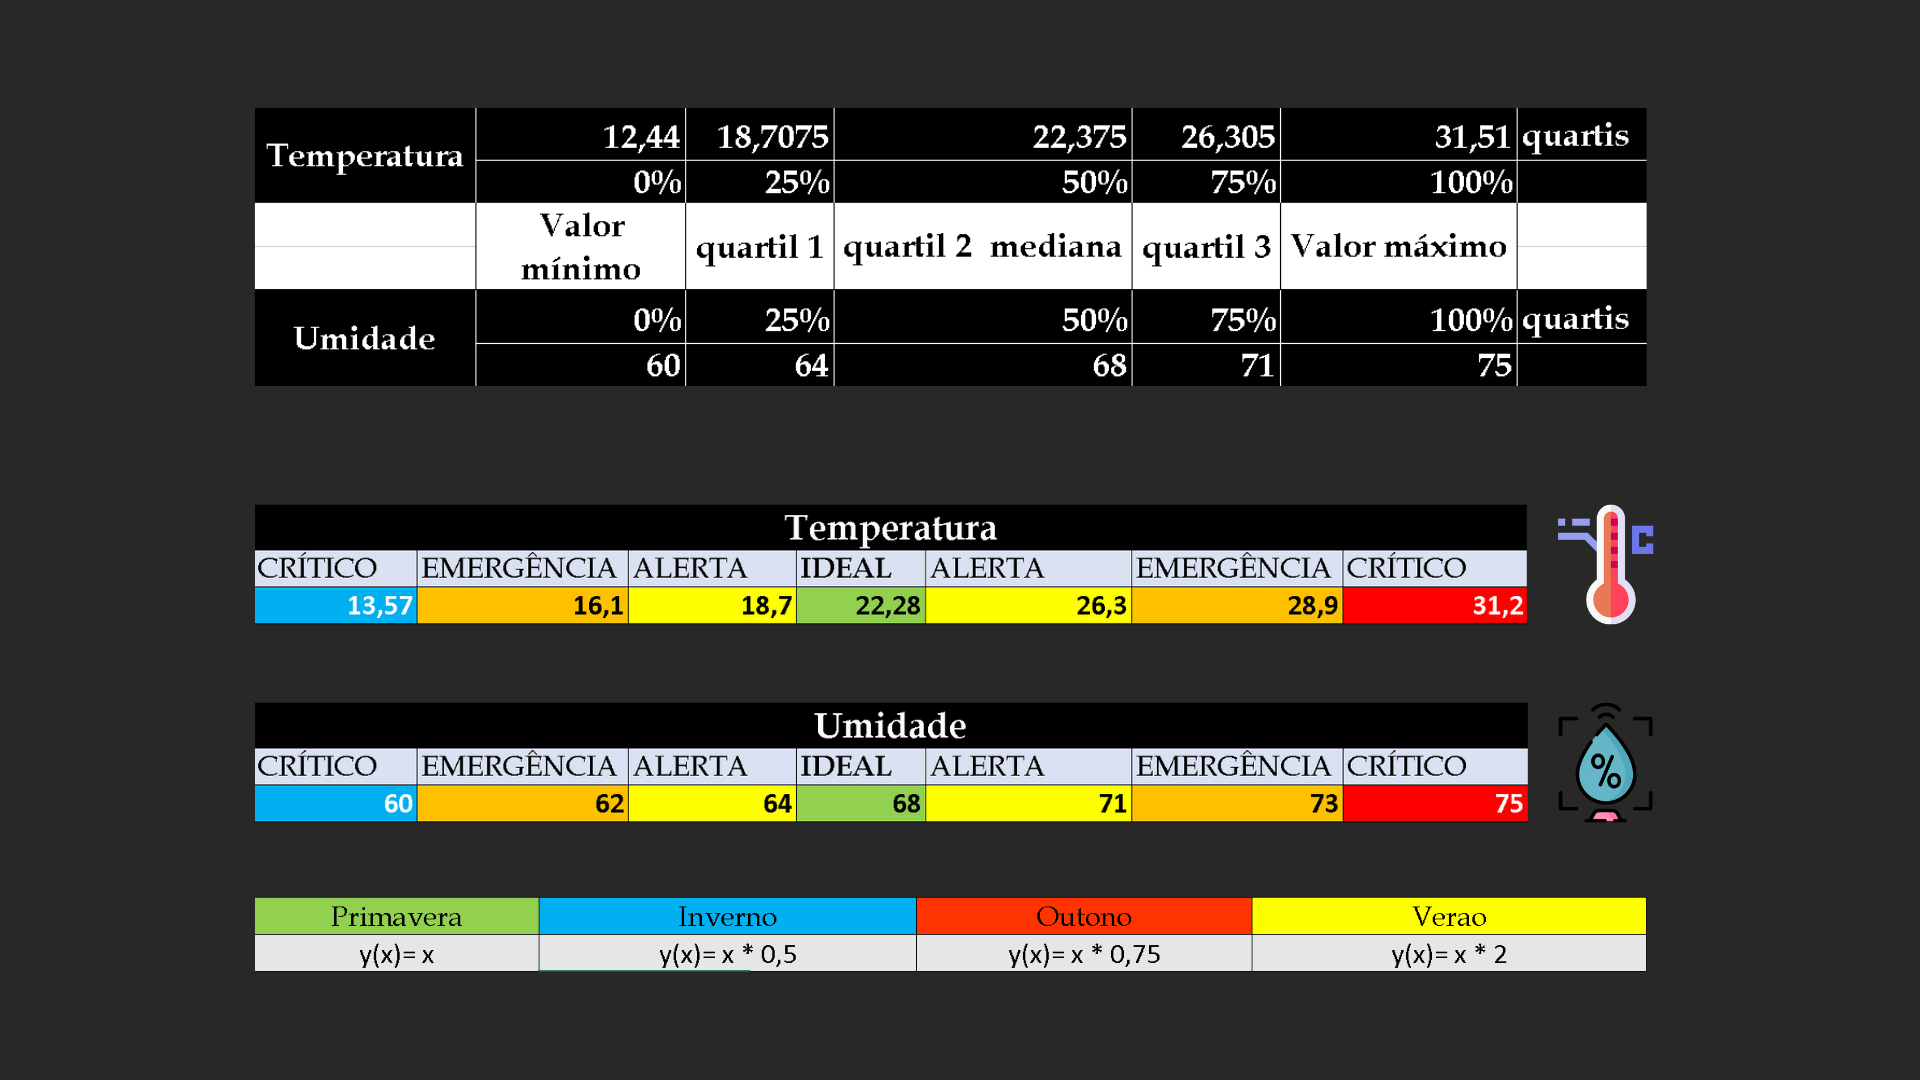 Temperatura 12,44 18,7075 22,375 26,305 31,51 quartis
0% 25% 50% 75% 100%
Valor mínimo quartil 1 quartil 2 mediana quartil 3 Valor máximo
Umidade 0% 25% 50% 75% 100% quartis
60 64 68 71 75
Temperatura
CRÍTICO EMERGÊNCIA ALERTA IDEAL ALERTA EMERGÊNCIA CRÍTICO
13,57 16,1 18,7 22,28 26,3 28,9 31,2
C
Umidade
CRÍTICO EMERGÊNCIA ALERTA IDEAL ALERTA EMERGÊNCIA CRÍTICO
60 62 64 68 71 73 75
%
Primavera Inverno Outono Verao
y(x)= x y(x)= x * 0,5 y(x)= x * 0,75 y(x)= x * 2